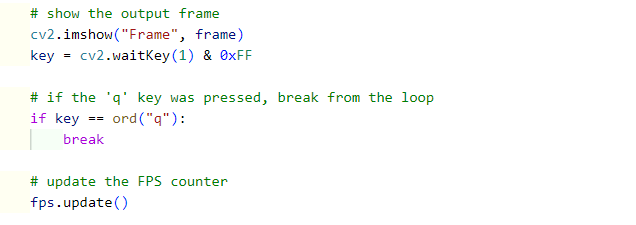 # show the output frame
cv2.imshow("Frame", frame)
key = cv2.waitKey(1) & 0xFF
# if the 'q' key was pressed, break from the loop
if key == ord("q"):
break
# update the FPS counter
fps.update()